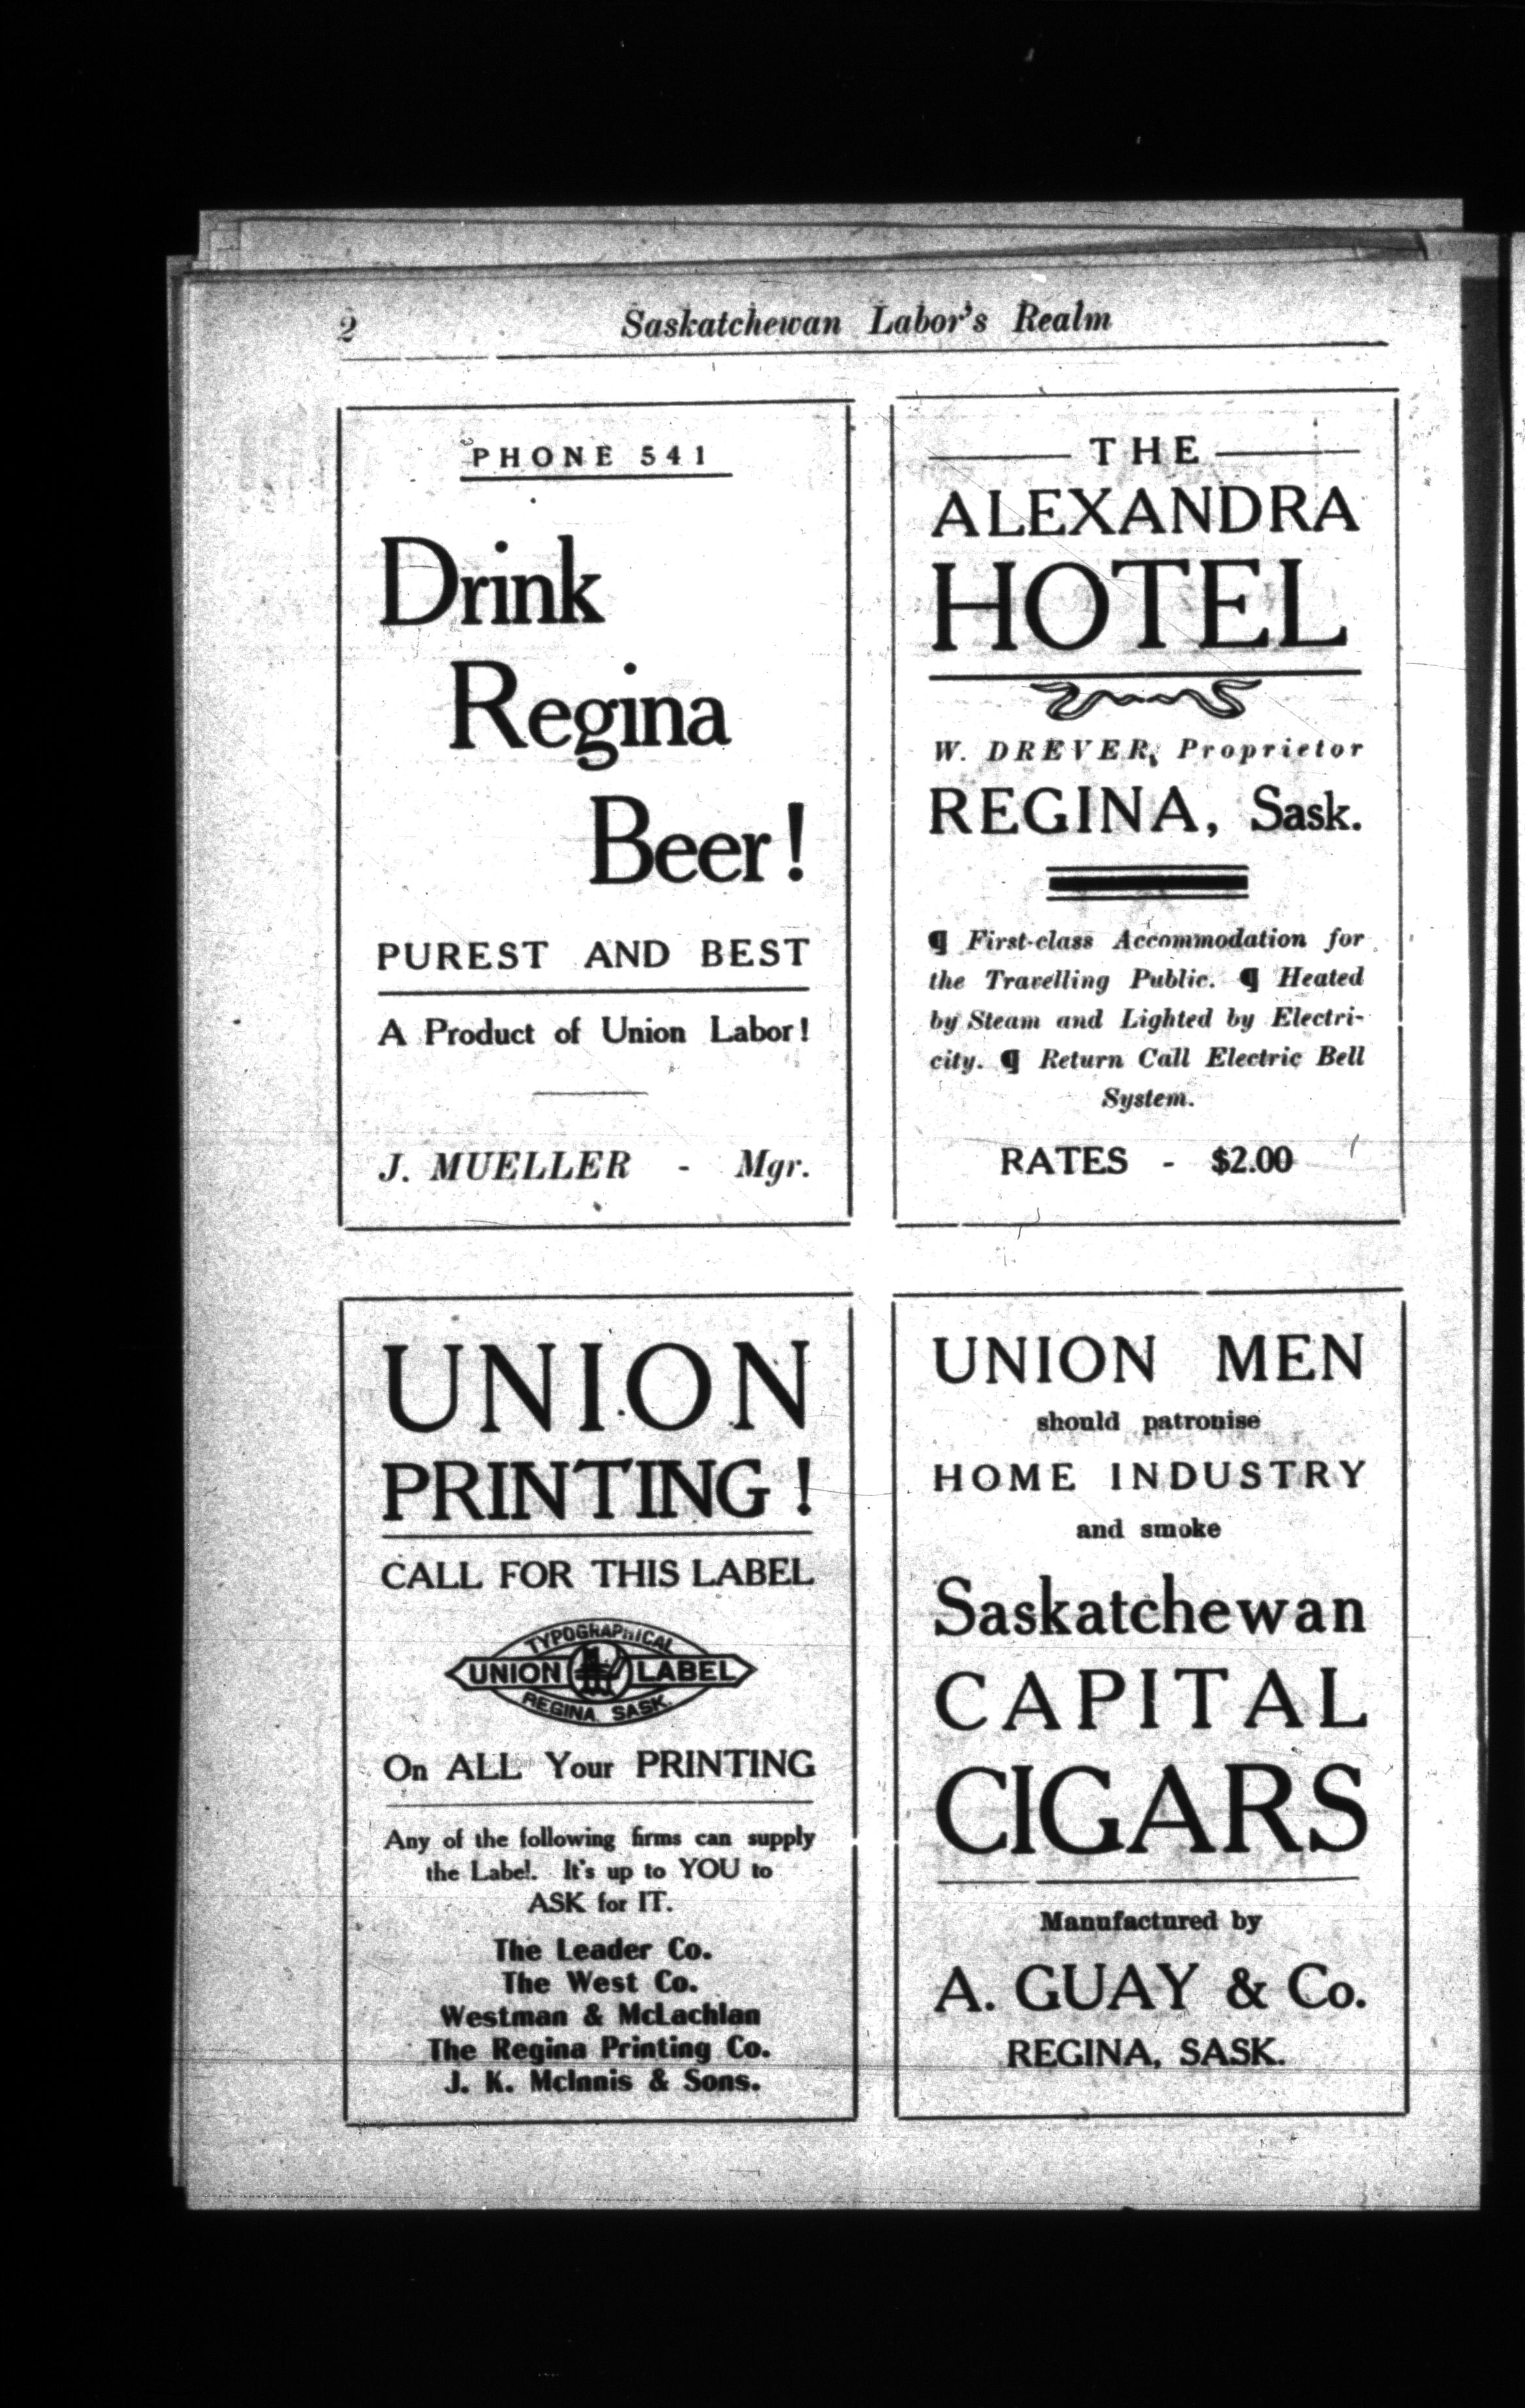 2
Saskatchewan Labor's Realm
PHONE 541
Drink
Regina
Beer!
PUREST AND BEST
A Product of Union Labor!
J. MUELLER - Mgr.
THE
ALEXANDRA
HOTEL
W. DREVER, Proprietor
REGINA, Sask.
¶ First-class Accommodation for
the Travelling Public. ¶ Heated
by Steam and Lighted by Electri-
city. ¶ Return Call Electric Bell
System.
RATES - $2.00
UNION
PRINTING!
CALL FOR THIS LABEL
TYPOGRAPHICAL
UNION LABEL
REGINA, SASK.
On ALL Your PRINTING
Any of the following firms can supply
the Label. It's up to YOU to
ASK for IT.
The Leader Co.
The West Co.
Westman & McLachlan
The Regina Printing Co.
J. K. McInnis & Sons.
UNION MEN
should patronise
HOME INDUSTRY
and smoke
Saskatchewan
CAPITAL
CIGARS
Manufactured by
A. GUAY & Co.
REGINA, SASK.